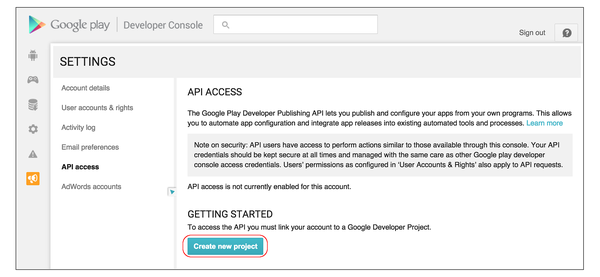 Google play | Developer Console
Sign out
SETTINGS
Account details
User accounts & rights
Activity log
Email preferences
API access
AdWords accounts
API ACCESS
The Google Play Developer Publishing API lets you publish and configure your apps from your own programs. This allows
you to automate app configuration and integrate app releases into existing automated tools and processes. Learn more
Note on security: API users have access to perform actions similar to those available through this console. Your API
credentials should be kept secure at all times and managed with the same care as other Google play developer
console access credentials. Users' permissions as configured in 'User Accounts & Rights' also apply to API requests.
API access is not currently enabled for this account.
GETTING STARTED
To access the API you must link your account to a Google Developer Project.
Create new project